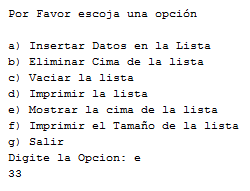 Por Favor escoja una opción
a) Insertar Datos en la Lista
b) Eliminar Cima de la lista
c) Vaciar la lista
d) Imprimir la lista
e) Mostrar la cima de la lista
f) Imprimir el Tamaño de la lista
g) Salir
Digite la Opcion: e
33